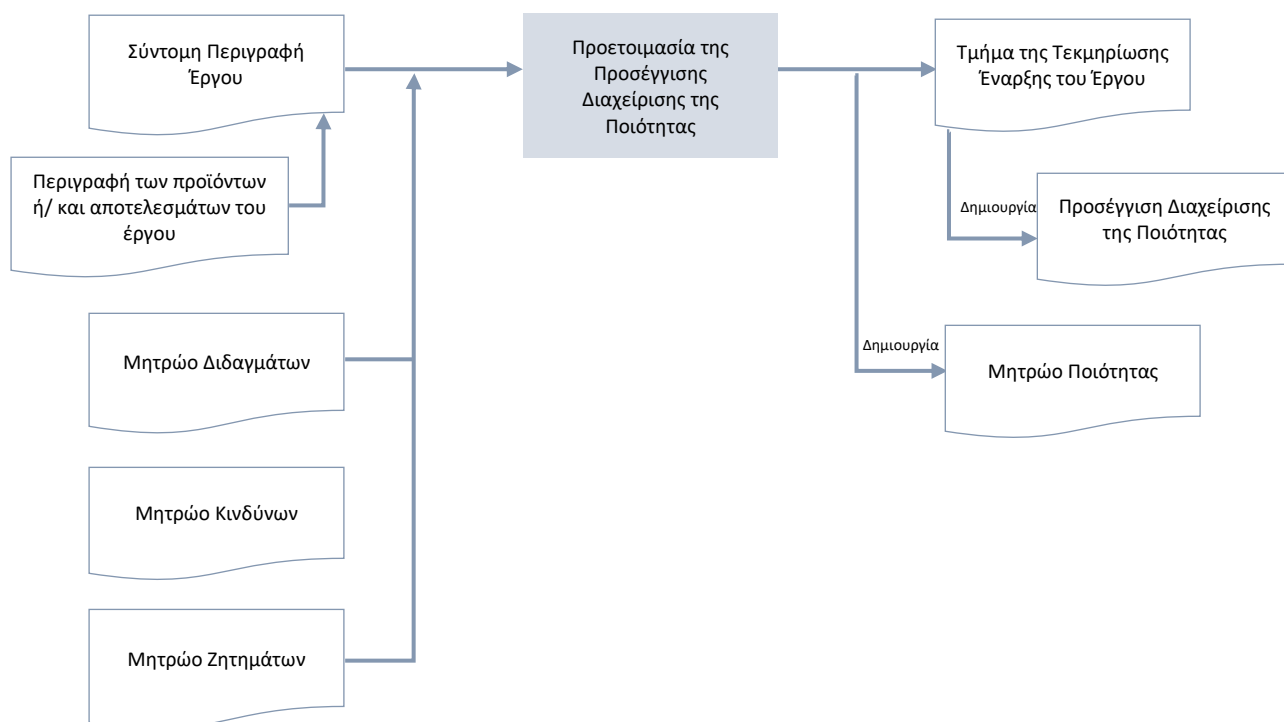 Σύντομη Περιγραφή
Έργου
Προετοιμασία της
Προσέγγισης
Διαχείρισης της
Ποιότητας
Τμήμα της Τεκμηρίωσης
Έναρξης του Έργου
Περιγραφή των προϊόντων
ή/ και αποτελεσμάτων του
έργου
Δημιουργία
Προσέγγιση Διαχείρισης
της Ποιότητας
Μητρώο Διδαγμάτων
Δημιουργία
Μητρώο Ποιότητας
Μητρώο Κινδύνων
Μητρώο Ζητημάτων